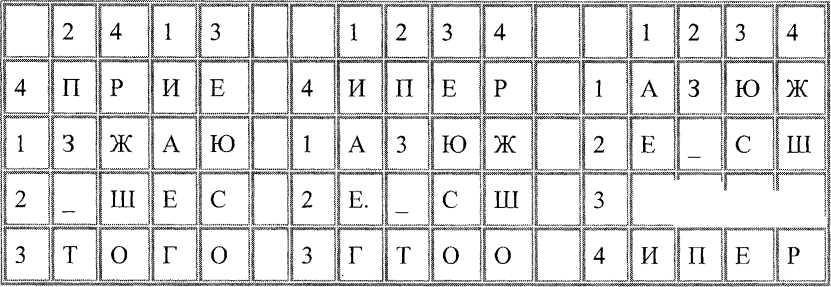 2 4 1 3 1 2 3 4 1 2 3 4
4 П Р И Е 4 И П Е Р 1 А З Ю Ж
1 З Ж А Ю 1 А З Ю Ж 2 Е _ С Ш
2 _ Ш Е С 2 Е. _ С Ш 3
3 Т О Г О 3 Г Т О О 4 И П Е Р